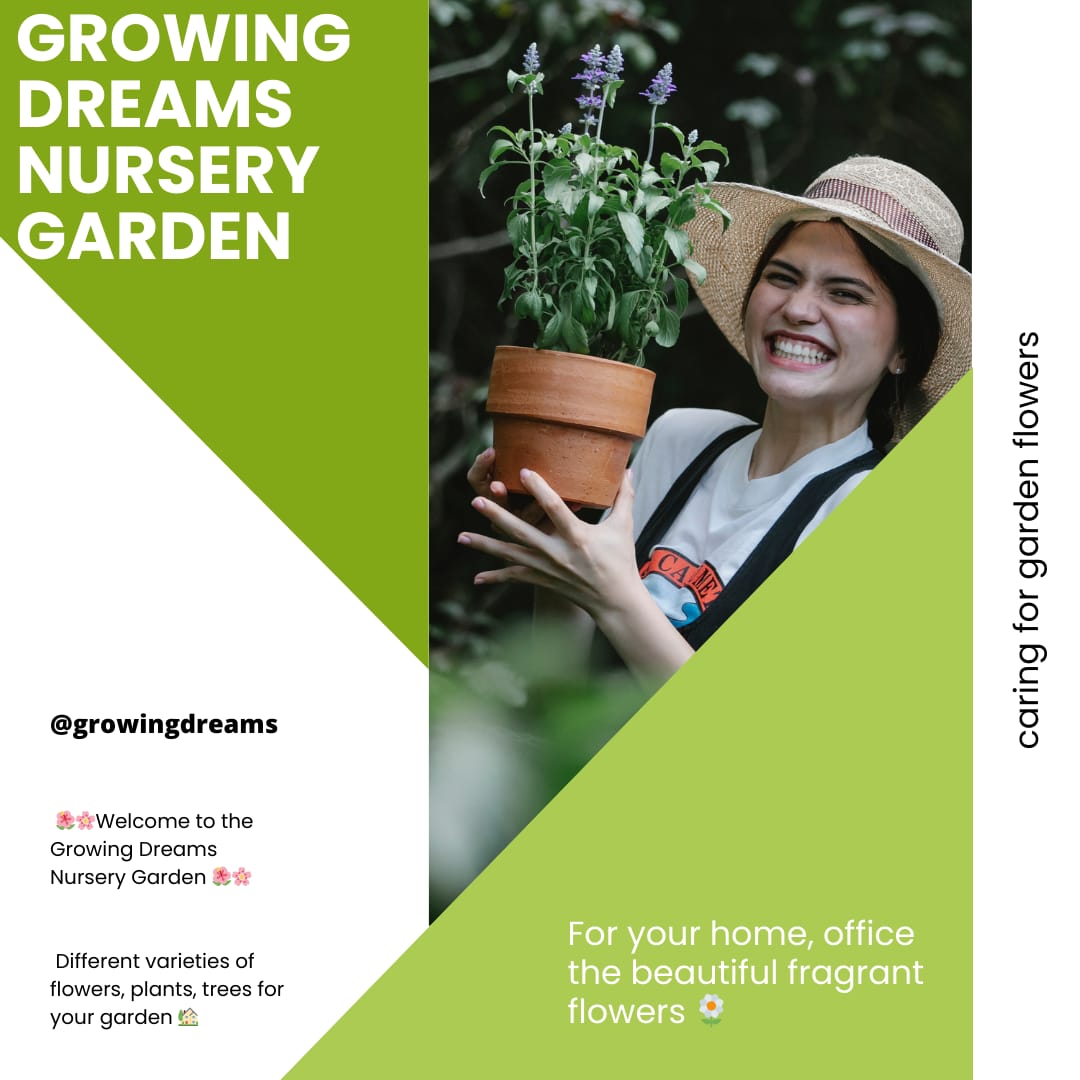 GROWING
DREAMS
NURSERY
GARDEN
@growingdreams
🌺🌸Welcome to the
Growing Dreams
Nursery Garden 🌺🌸
Different varieties of
flowers, plants, trees for
your garden 🏡
For your home, office
the beautiful fragrant
flowers 🌼
caring for garden flowers